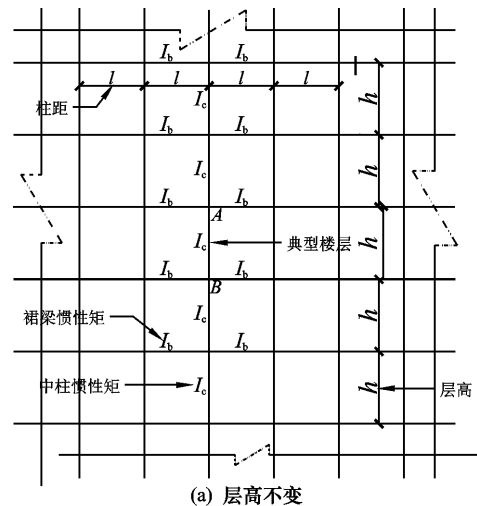 I_b I_b
l l l l
柱距
I_c
h
I_b I_b
I_c
h
I_b I_b
A
I_c
典型楼层
h
I_b I_b
B
裙梁惯性矩
I_c
h
I_b I_b
中柱惯性矩
I_c
h
层高
(a) 层高不变